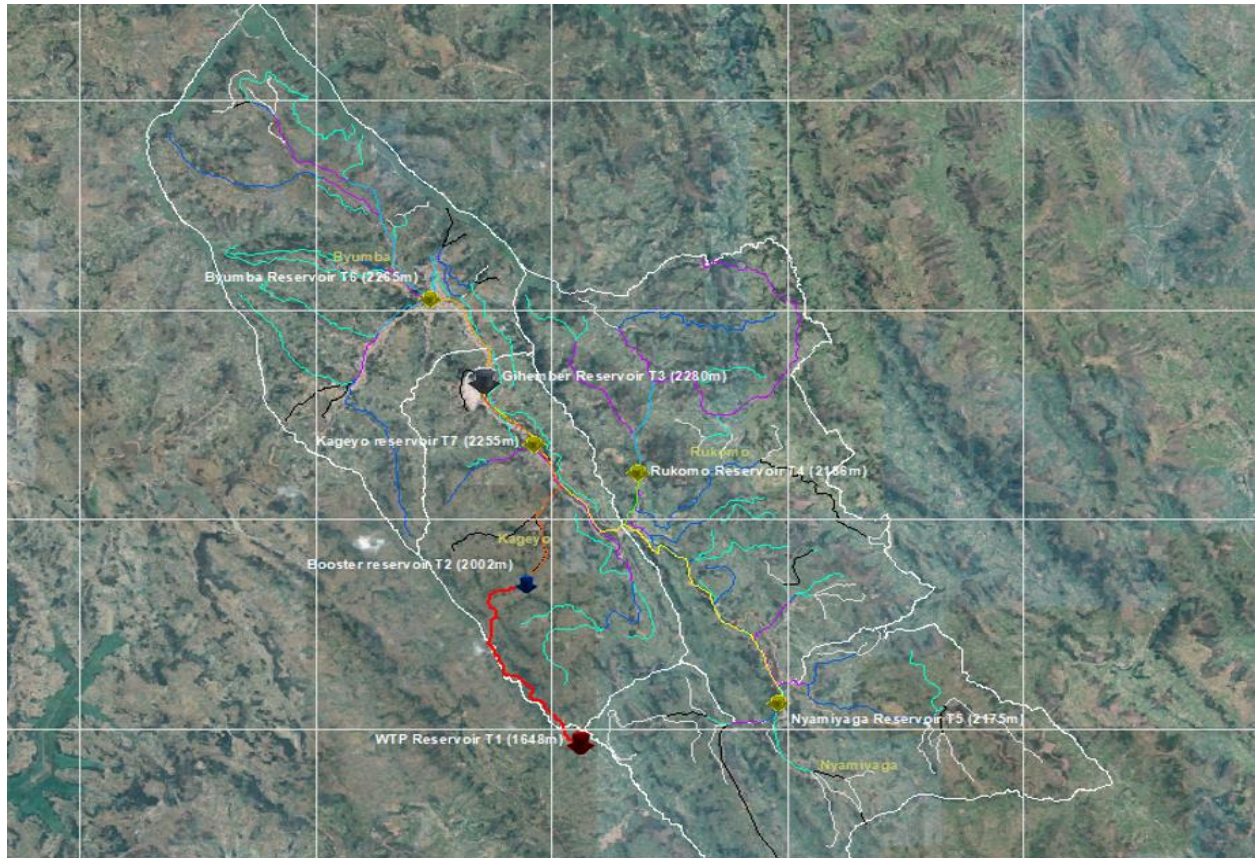 Byumba
Byumba Reservoir T6 (2265m)
Gihember Reservoir T3 (2280m)
Kageyo reservoir T7 (2255m)
Rukomo
Rukomo Reservoir T4 (2186m)
Kageyo
Booster reservoir T2 (2002m)
Nyamiyaga Reservoir T5 (2175m)
WTP Reservoir T1 (1648m)
Nyamiyaga